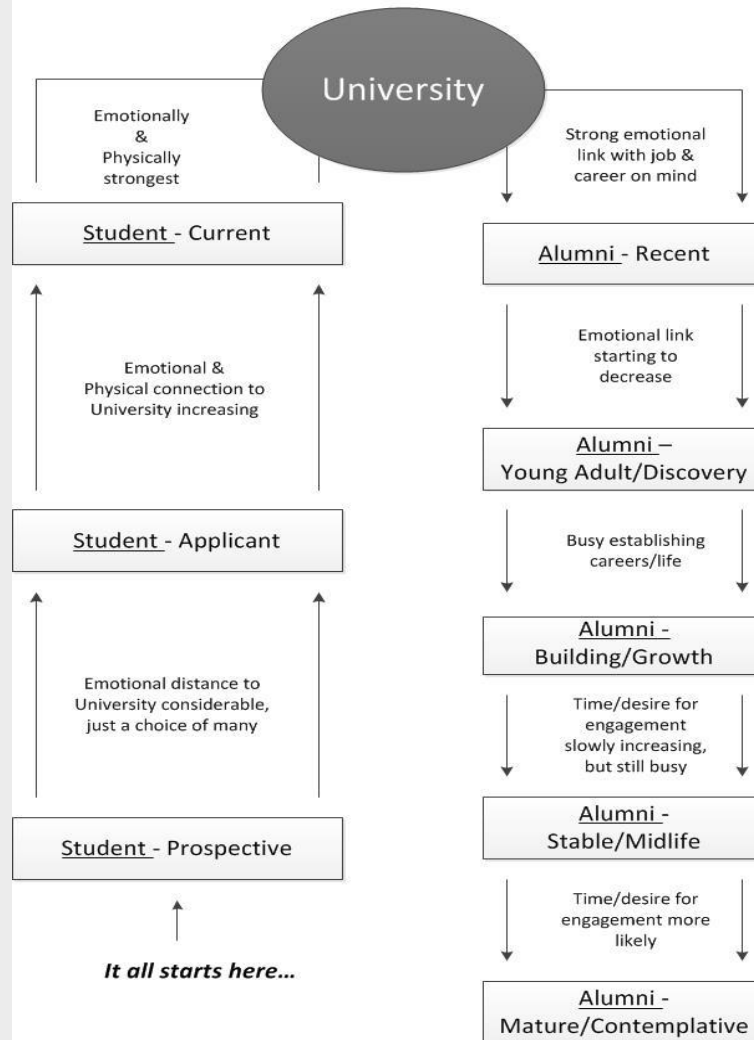 University
Emotionally
&
Physically
strongest
Student - Current
Emotional &
Physical connection to
University increasing
Student - Applicant
Emotional distance to
University considerable,
just a choice of many
Student - Prospective
It all starts here...
Strong emotional
link with job &
career on mind
Alumni - Recent
Emotional link
starting to
decrease
Alumni –
Young Adult/Discovery
Busy establishing
careers/life
Alumni -
Building/Growth
Time/desire for
engagement
slowly increasing,
but still busy
Alumni -
Stable/Midlife
Time/desire for
engagement more
likely
Alumni -
Mature/Contemplative